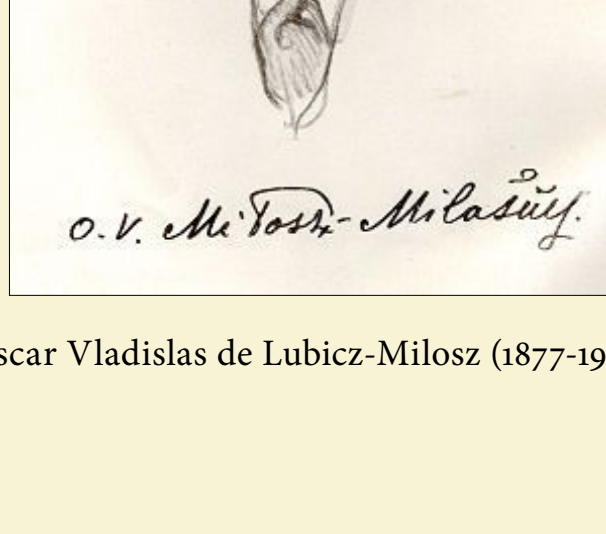 O. V. Miłosz-Milašius.
scar Vladislas de Lubicz-Milosz (1877-19